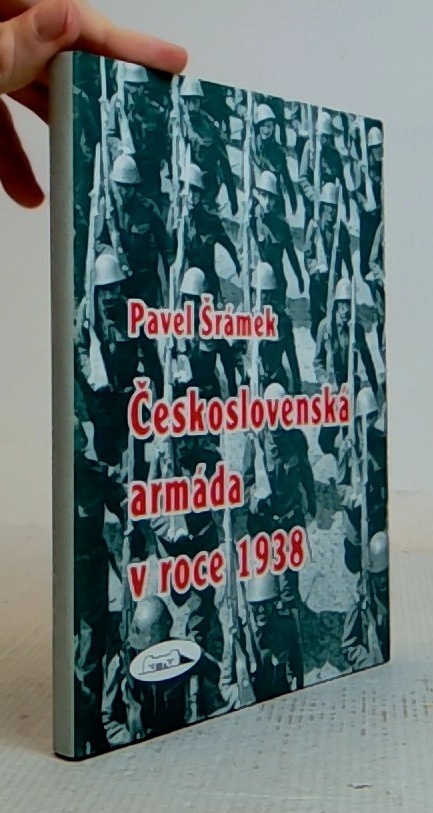 Pavel Šrámek
Československá
armáda
v roce 1938